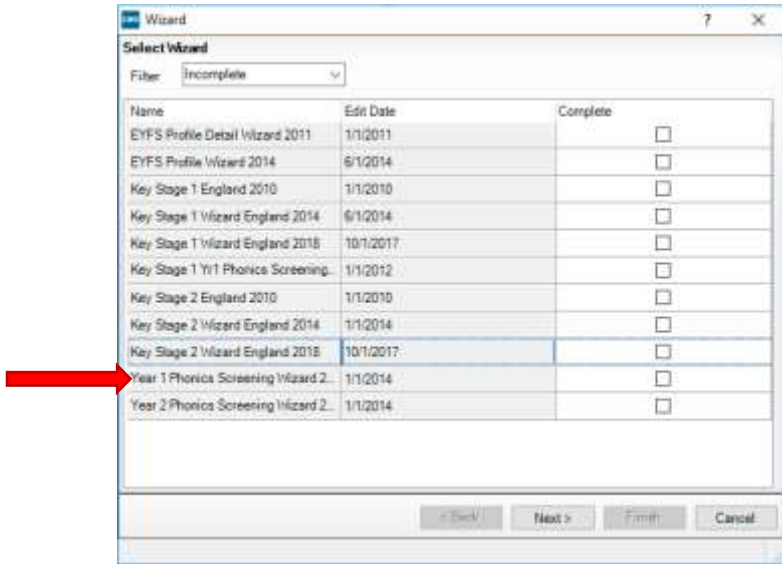 Wizard ? ×
Select Wizard
Filter Incomplete
Name Edit Date Complete
EYFS Profile Detail Wizard 2011 1/1/2011
EYFS Profile Wizard 2014 6/1/2014
Key Stage 1 England 2010 1/1/2010
Key Stage 1 Wizard England 2014 6/1/2014
Key Stage 1 Wizard England 2018 10/1/2017
Key Stage 1 Yr1 Phonics Screening... 1/1/2012
Key Stage 2 England 2010 1/1/2010
Key Stage 2 Wizard England 2014 1/1/2014
Key Stage 2 Wizard England 2018 10/1/2017
Year 1 Phonics Screening Wizard 2... 1/1/2014
Year 2 Phonics Screening Wizard 2... 1/1/2014
< Back Next > Finish Cancel